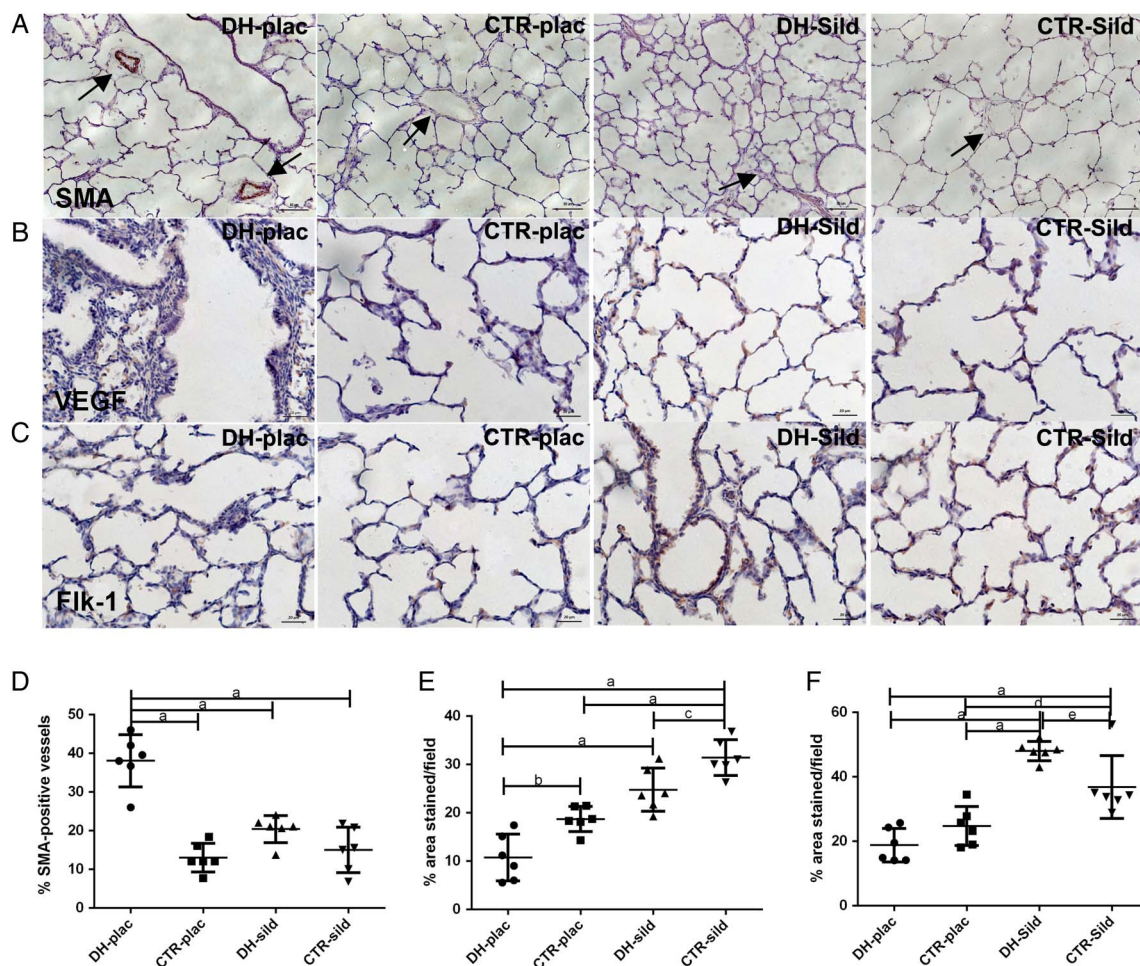 A
DH-plac
CTR-plac
DH-Sild
CTR-Sild
SMA
B
DH-plac
CTR-plac
DH-Sild
CTR-Sild
VEGF
C
DH-plac
CTR-plac
DH-Sild
CTR-Sild
Flk-1
20 µm
20 µm
D
% SMA-positive vessels
50
40
30
20
10
0
a
a
a
DH-plac
CTR-plac
DH-sild
CTR-sild
E
% area stained/field
40
30
20
10
0
a
a
c
a
b
DH-plac
CTR-plac
DH-sild
CTR-sild
F
% area stained/field
60
40
20
0
a
d
a
e
a
DH-plac
CTR-plac
DH-Sild
CTR-Sild